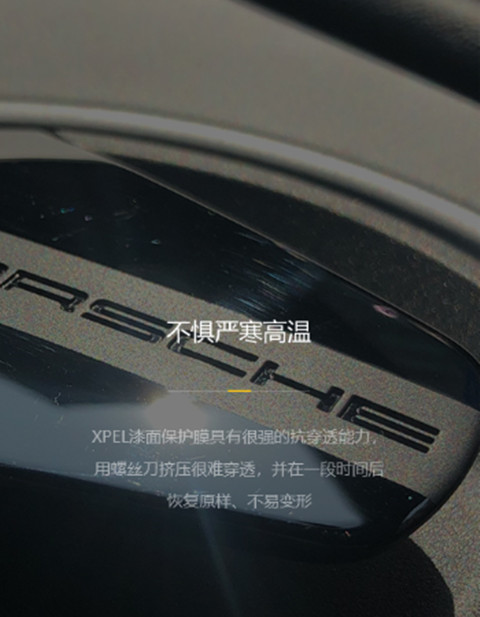 RSCHE
不惧严寒高温
XPEL漆面保护膜具有很强的抗穿透能力，
用螺丝刀挤压很难穿透，并在一段时间后
恢复原样、不易变形